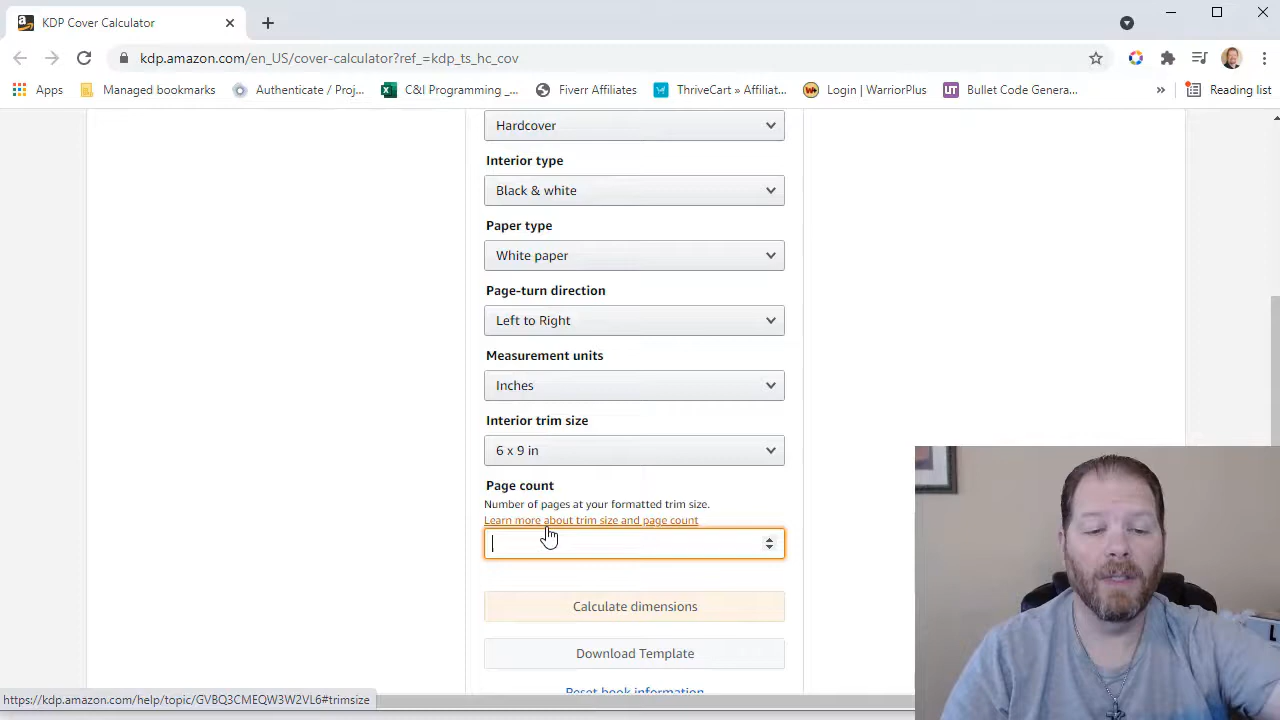 KDP Cover Calculator
kdp.amazon.com/en_US/cover-calculator?ref_=kdp_ts_hc_cov
Apps
Managed bookmarks
Authenticate / Proj...
C&I Programming _...
Fiverr Affiliates
ThriveCart » Affiliat...
Login | WarriorPlus
UT
Bullet Code Genera...
»
Reading list
Hardcover
Interior type
Black & white
Paper type
White paper
Page-turn direction
Left to Right
Measurement units
Inches
Interior trim size
6 x 9 in
Page count
Number of pages at your formatted trim size.
Learn more about trim size and page count
Calculate dimensions
Download Template
Reset book information
https://kdp.amazon.com/help/topic/GVBQ3CMEQW3W2VL6#trimsize